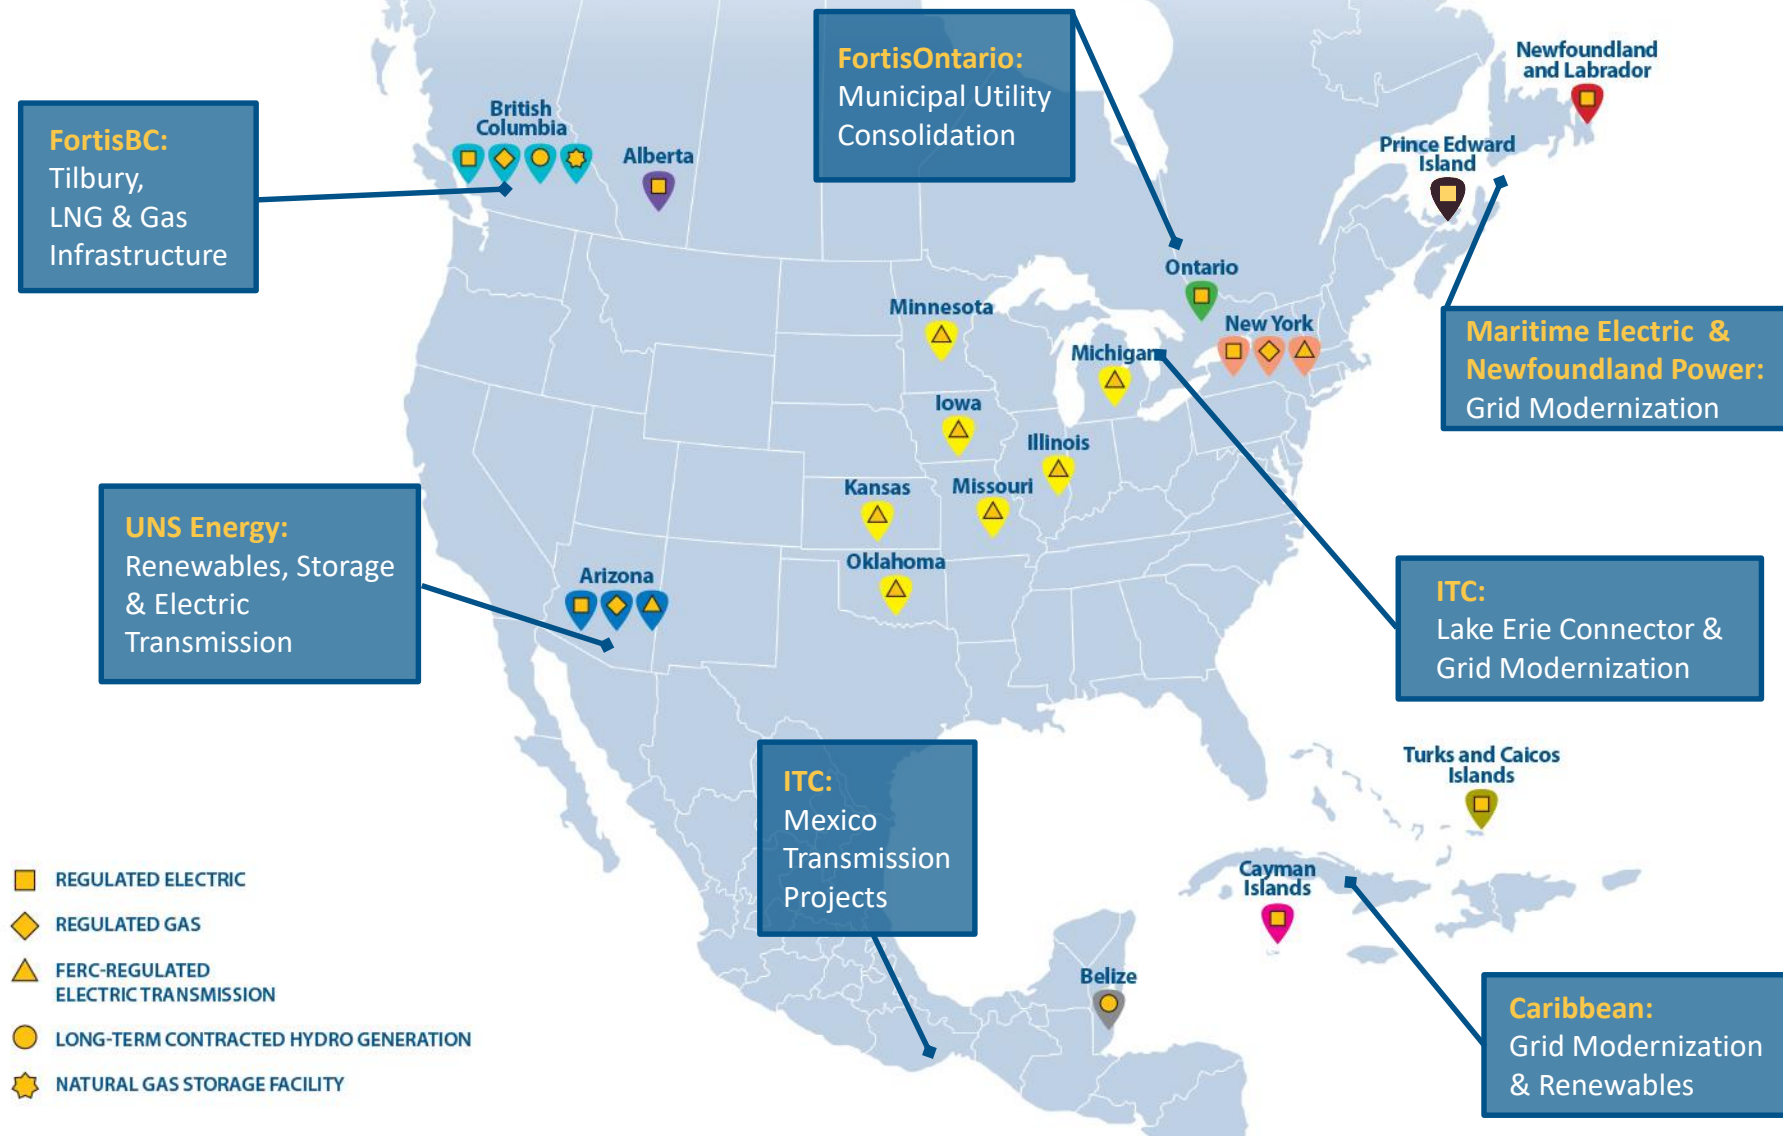 FortisOntario:
Municipal Utility
Consolidation
Newfoundland
and Labrador
FortisBC:
Tilbury,
LNG & Gas
Infrastructure
British
Columbia
Alberta
Prince Edward
Island
Ontario
Minnesota
New York
Michigan
Maritime Electric &
Newfoundland Power:
Grid Modernization
Iowa
Illinois
Kansas
Missouri
UNS Energy:
Renewables, Storage
& Electric
Transmission
Oklahoma
Arizona
ITC:
Lake Erie Connector &
Grid Modernization
ITC:
Mexico
Transmission
Projects
Turks and Caicos
Islands
Cayman
Islands
Belize
Caribbean:
Grid Modernization
& Renewables
REGULATED ELECTRIC
REGULATED GAS
FERC-REGULATED
ELECTRIC TRANSMISSION
LONG-TERM CONTRACTED HYDRO GENERATION
NATURAL GAS STORAGE FACILITY